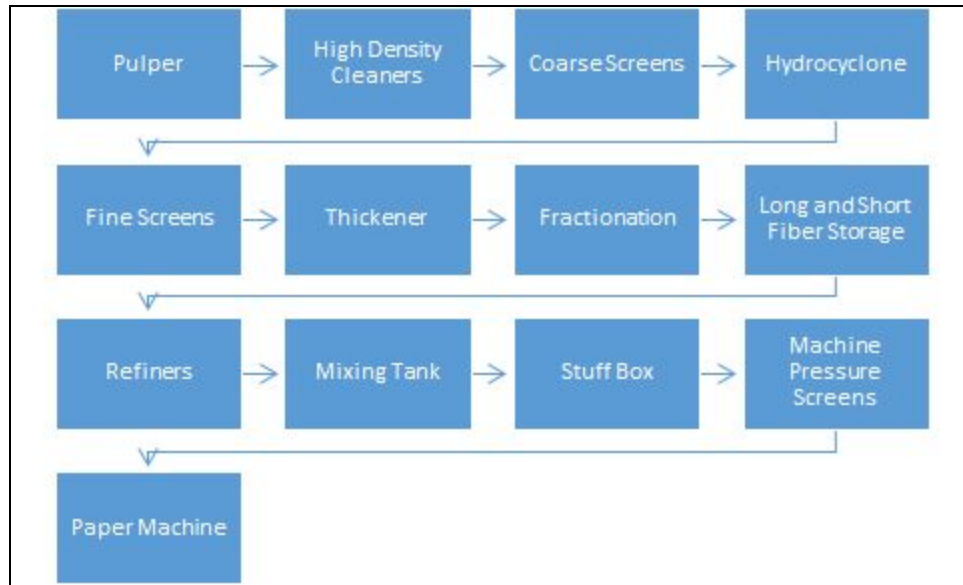 Pulper
High Density
Cleaners
Coarse Screens
Hydrocyclone
Fine Screens
Thickener
Fractionation
Long and Short
Fiber Storage
Refiners
Mixing Tank
Stuff Box
Machine
Pressure
Screens
Paper Machine